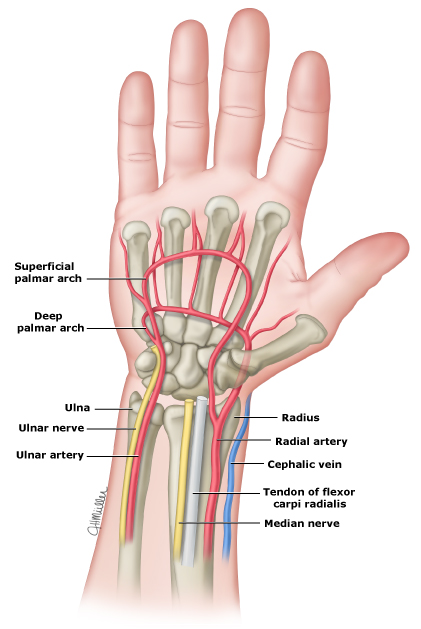 Superficial
palmar arch
Deep
palmar arch
Ulna
Ulnar nerve
Ulnar artery
Radius
Radial artery
Cephalic vein
Tendon of flexor
carpi radialis
Median nerve